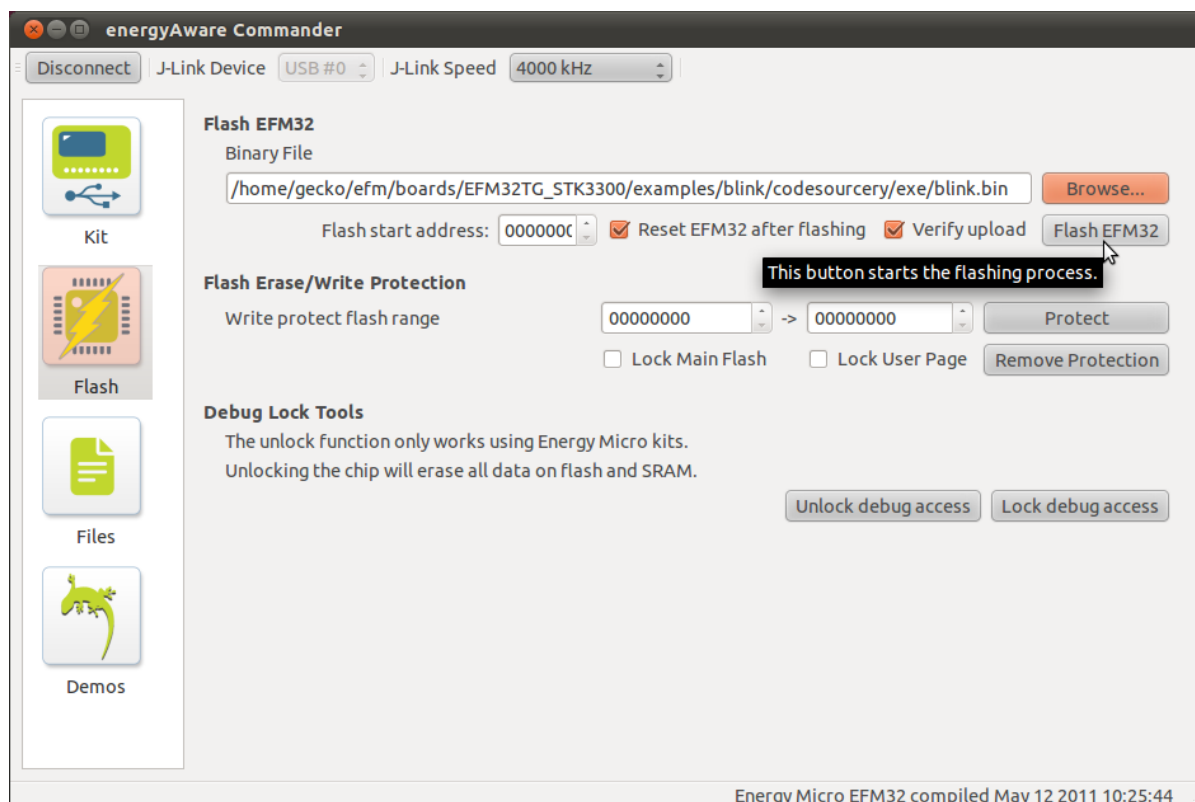 energyAware Commander
Disconnect J-Link Device USB #0 J-Link Speed 4000 kHz
Kit
Flash
Files
Demos
Flash EFM32
Binary File
/home/gecko/efm/boards/EFM32TG_STK3300/examples/blink/codesourcery/exe/blink.bin Browse...
Flash start address: 0000000 Reset EFM32 after flashing Verify upload Flash EFM32
This button starts the flashing process.
Flash Erase/Write Protection
Write protect flash range 00000000 -> 00000000 Protect
Lock Main Flash Lock User Page Remove Protection
Debug Lock Tools
The unlock function only works using Energy Micro kits.
Unlocking the chip will erase all data on flash and SRAM.
Unlock debug access Lock debug access
Energy Micro EFM32 compiled May 12 2011 10:25:44